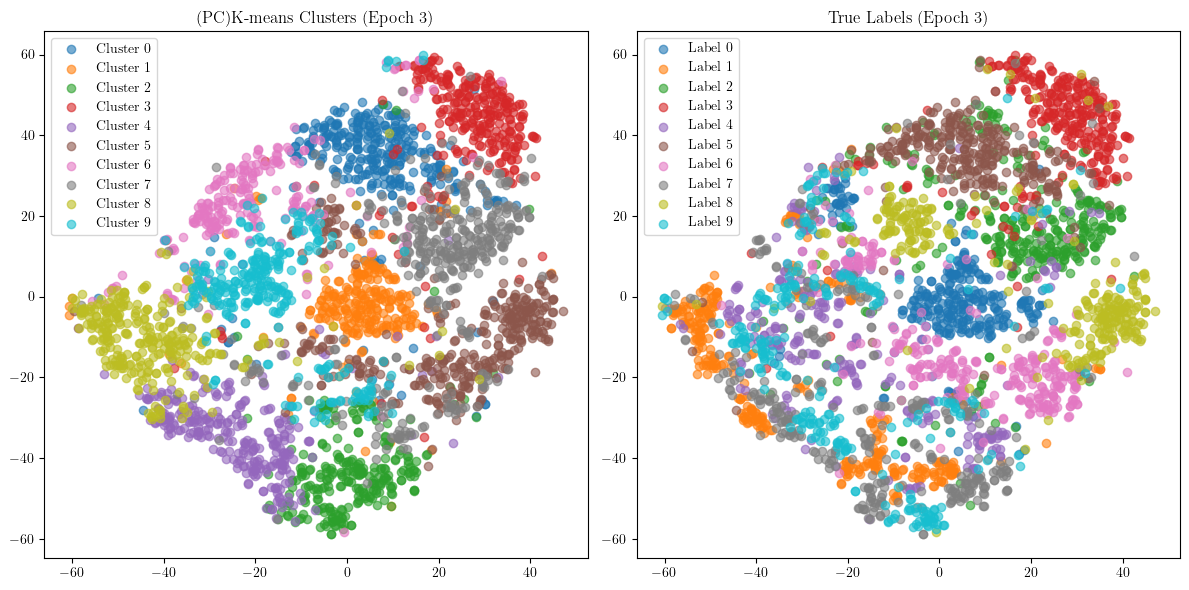 (PC)K-means Clusters (Epoch 3)
Cluster 0
Cluster 1
Cluster 2
Cluster 3
Cluster 4
Cluster 5
Cluster 6
Cluster 7
Cluster 8
Cluster 9
60
40
20
0
−20
−40
−60
−60
−40
−20
0
20
40
True Labels (Epoch 3)
Label 0
Label 1
Label 2
Label 3
Label 4
Label 5
Label 6
Label 7
Label 8
Label 9
60
40
20
0
−20
−40
−60
−60
−40
−20
0
20
40